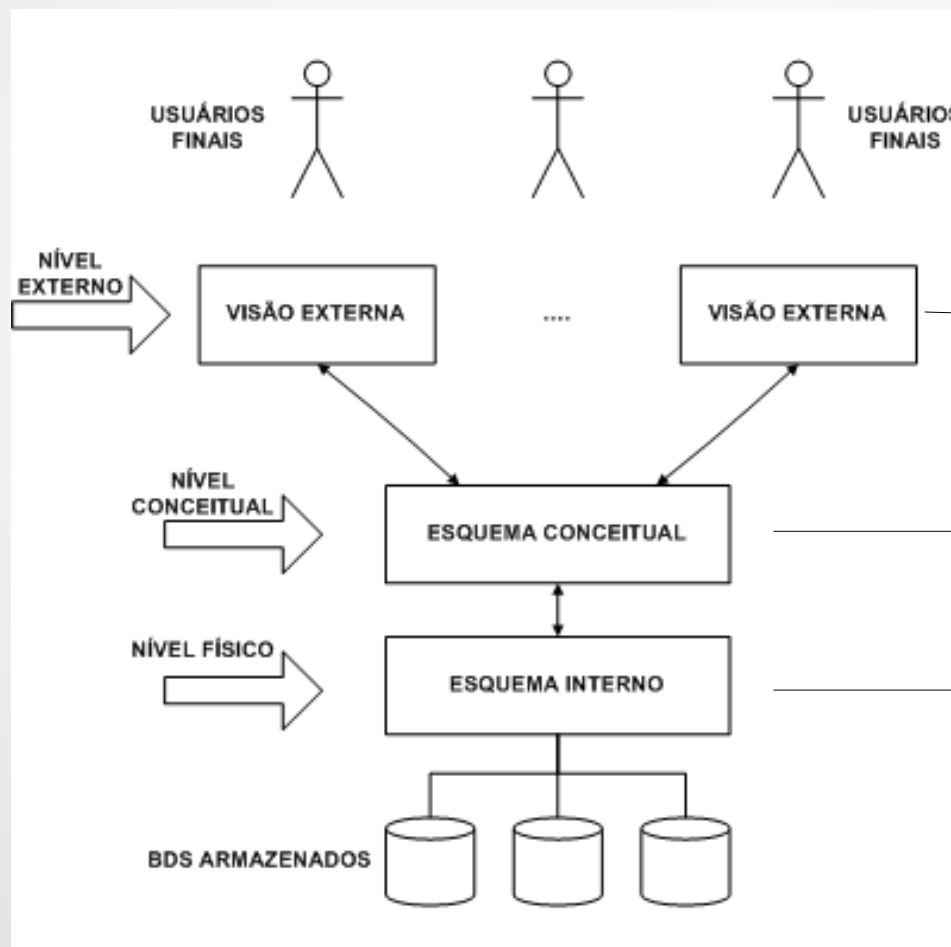 USUÁRIOS
FINAIS
USUÁRIOS
FINAIS
NÍVEL
EXTERNO
VISÃO EXTERNA
....
VISÃO EXTERNA
NÍVEL
CONCEITUAL
ESQUEMA CONCEITUAL
NÍVEL FÍSICO
ESQUEMA INTERNO
BDS ARMAZENADOS